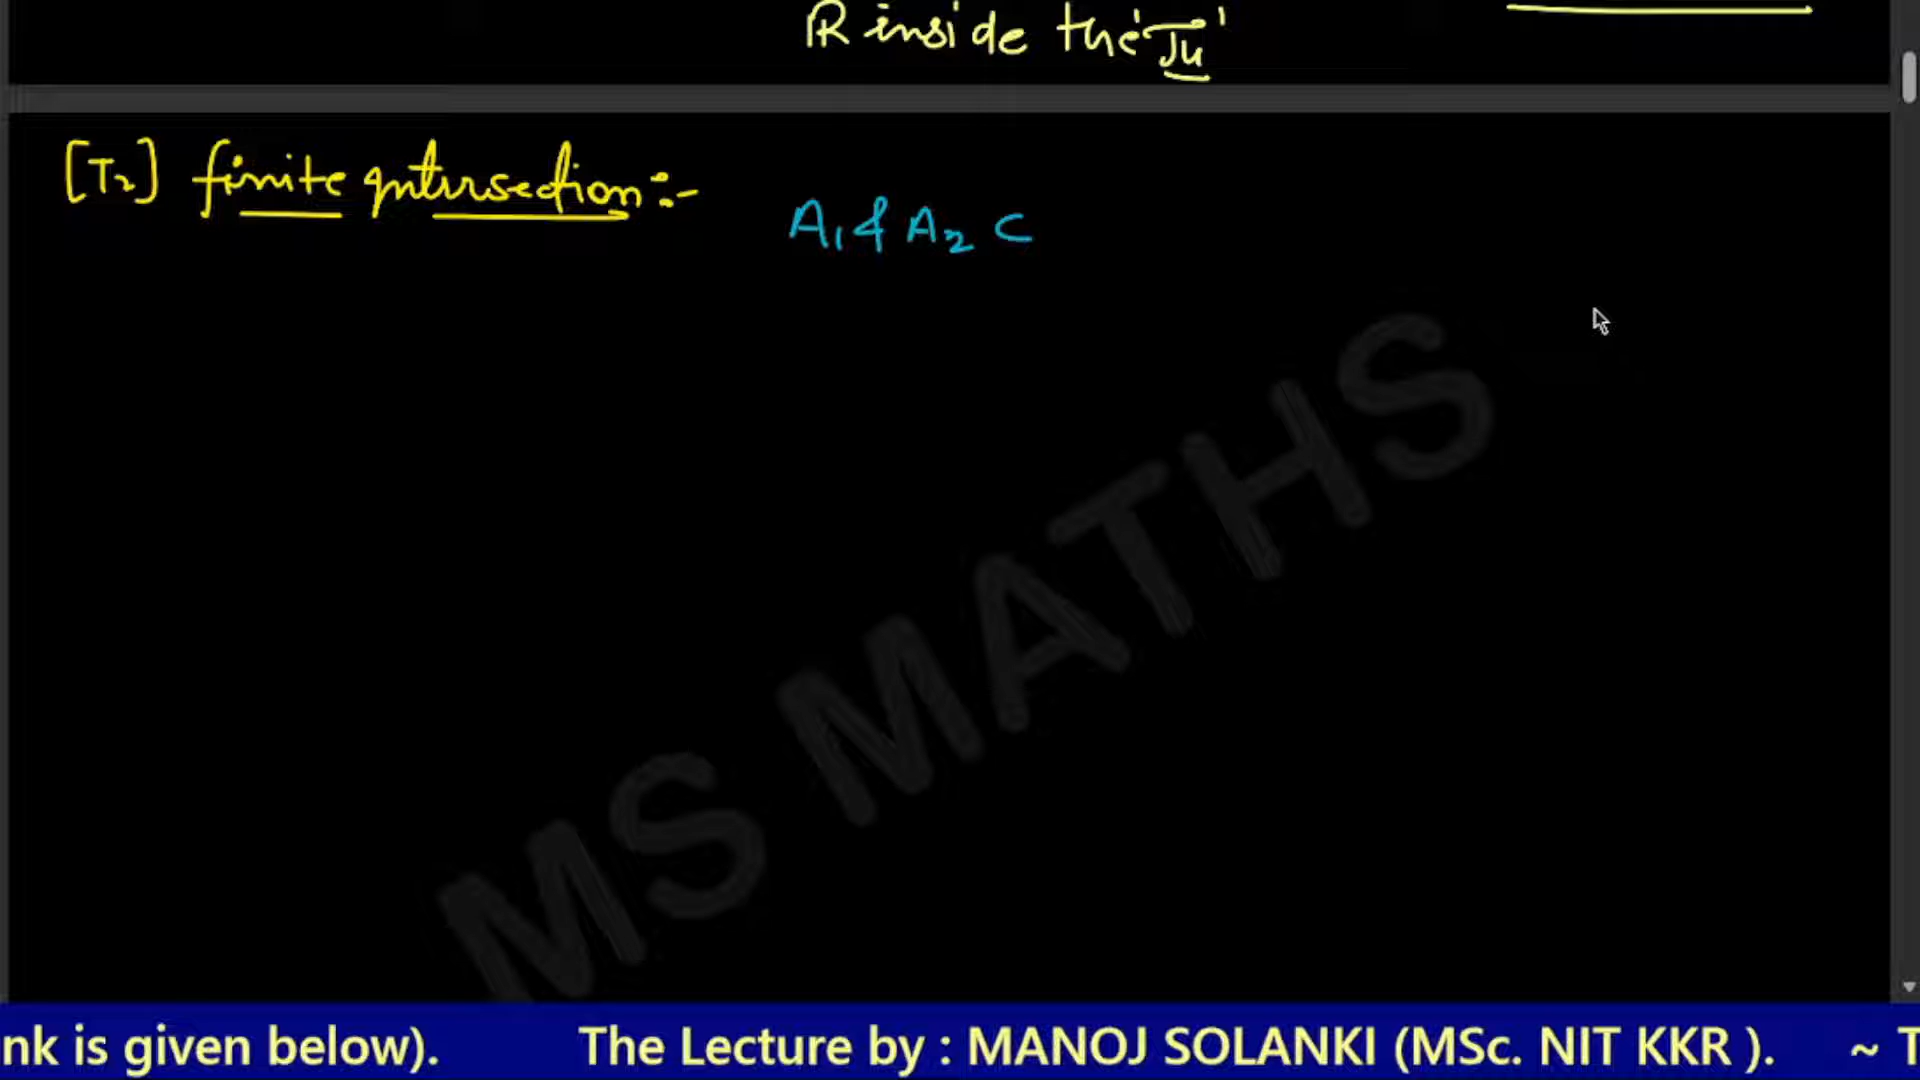 ℝ inside the 'Tu'
[T₂] finite intersection :-
A₁ & A₂ ⊂
MS MATHS
nk is given below). The Lecture by : MANOJ SOLANKI (MSc. NIT KKR ). ~ T